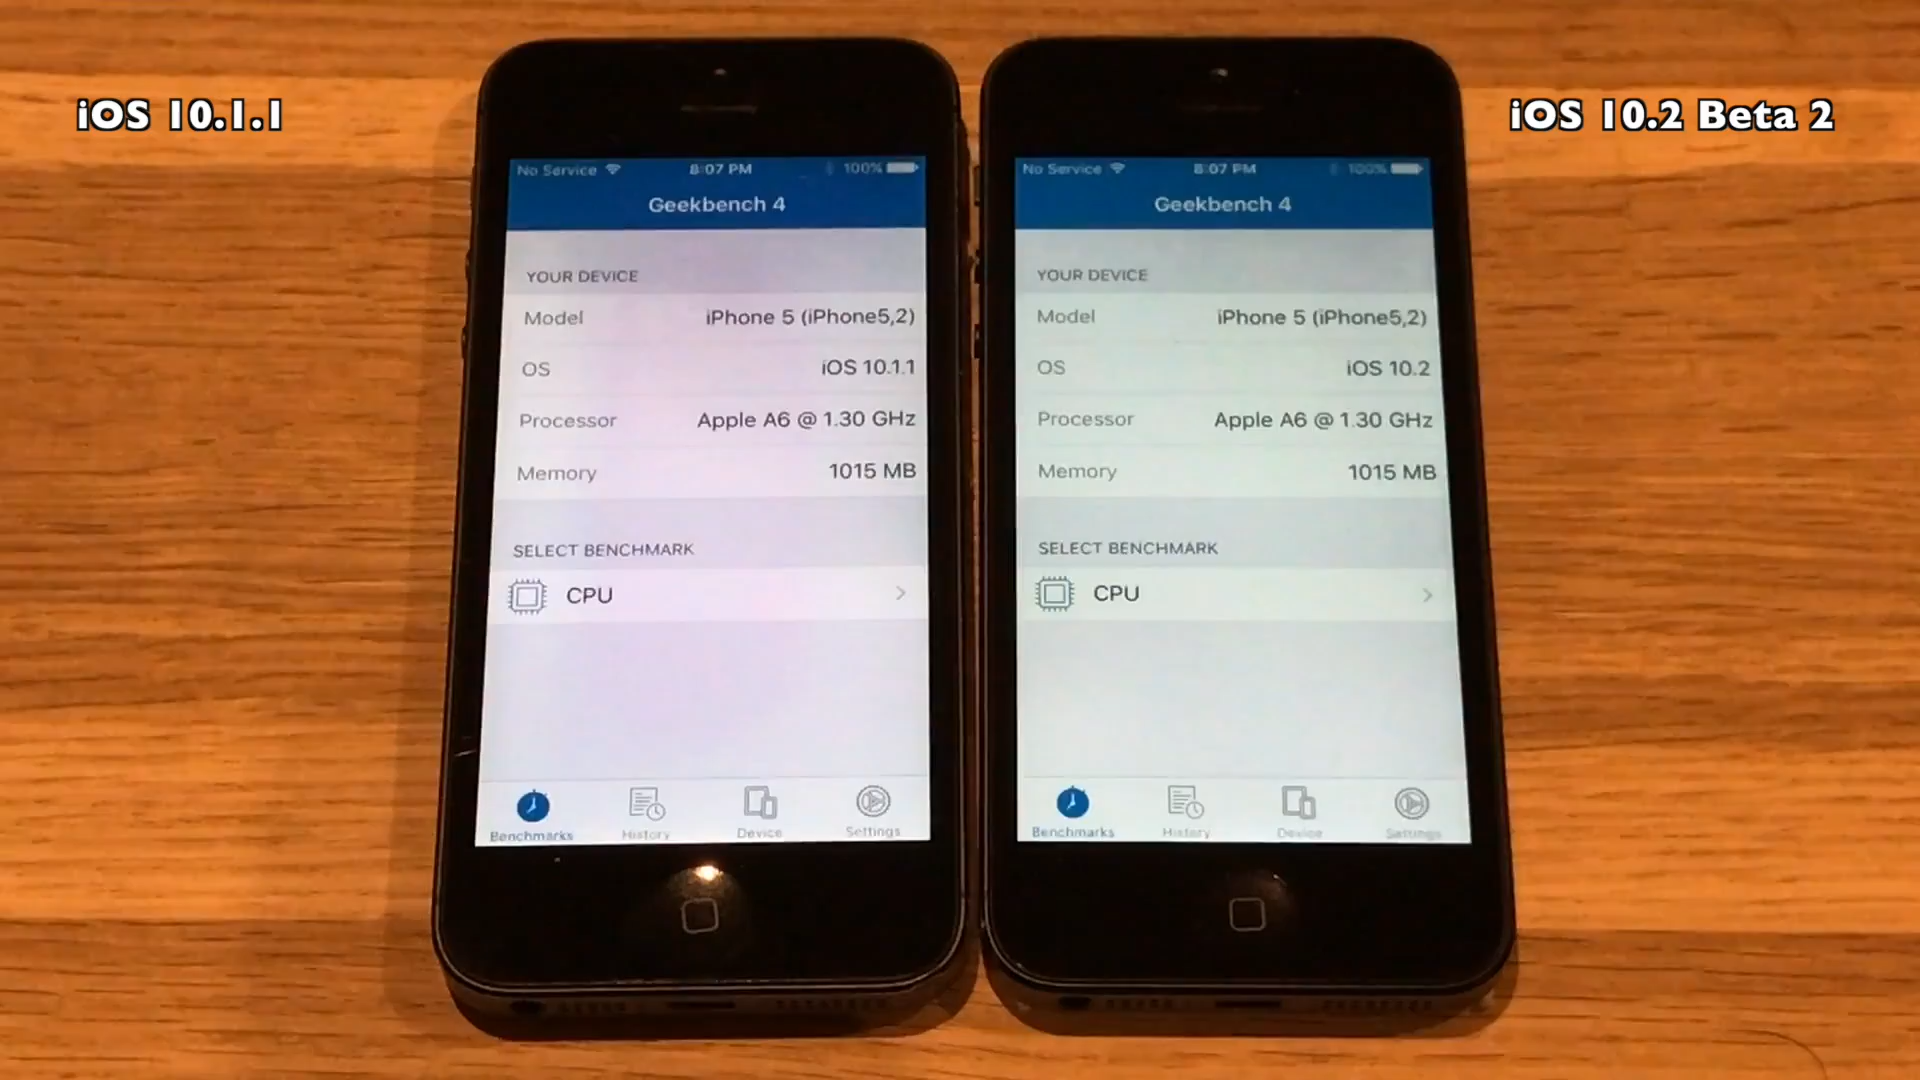 iOS 10.1.1
iOS 10.2 Beta 2
No Service 8:07 PM 100%
Geekbench 4
YOUR DEVICE
Model iPhone 5 (iPhone5,2)
OS iOS 10.1.1
Processor Apple A6 @ 1.30 GHz
Memory 1015 MB
SELECT BENCHMARK
CPU
Benchmarks History Device Settings
No Service 8:07 PM 100%
Geekbench 4
YOUR DEVICE
Model iPhone 5 (iPhone5,2)
OS iOS 10.2
Processor Apple A6 @ 1.30 GHz
Memory 1015 MB
SELECT BENCHMARK
CPU
Benchmarks History Device Settings